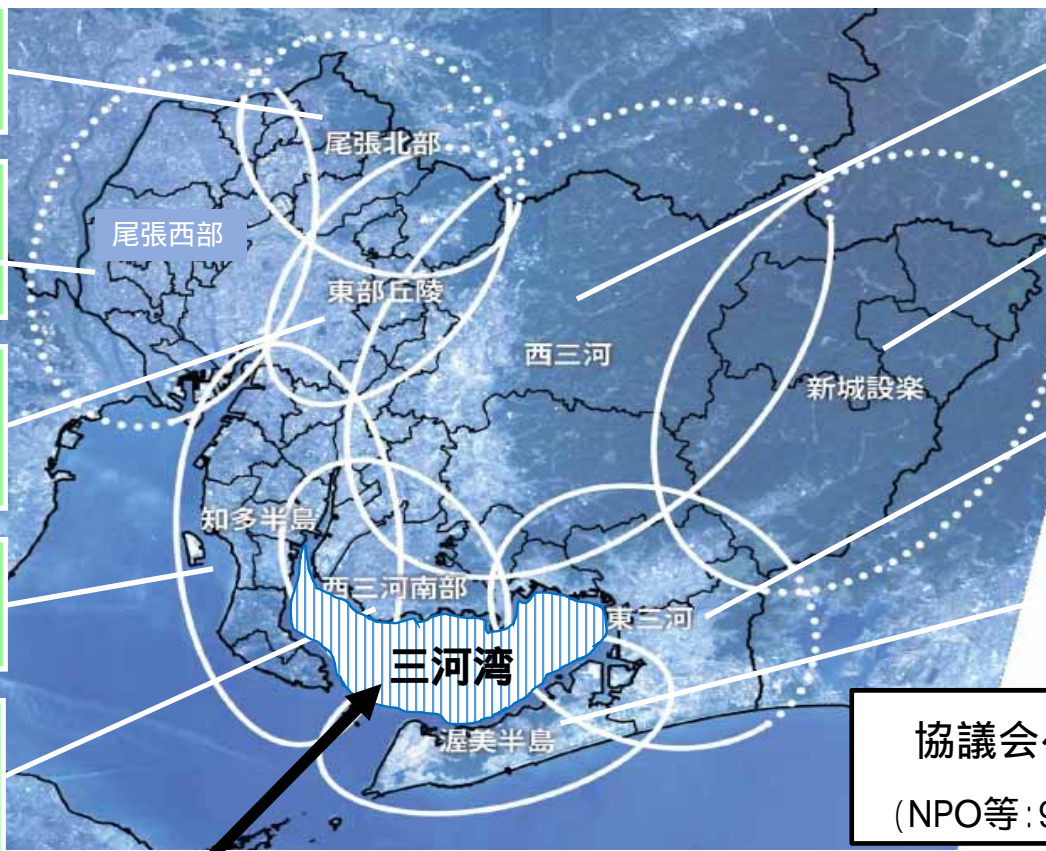 尾張北部
尾張西部
東部丘陵
西三河
新城設楽
知多半島
西三河南部
東三河
三河湾
渥美半島
協議会
(NPO等:9